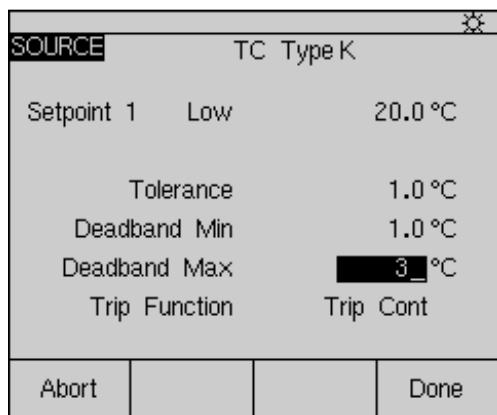 SOURCE TC Type K
Setpoint 1 Low 20.0 °C
Tolerance 1.0 °C
Deadband Min 1.0 °C
Deadband Max 3_ °C
Trip Function Trip Cont
Abort Done